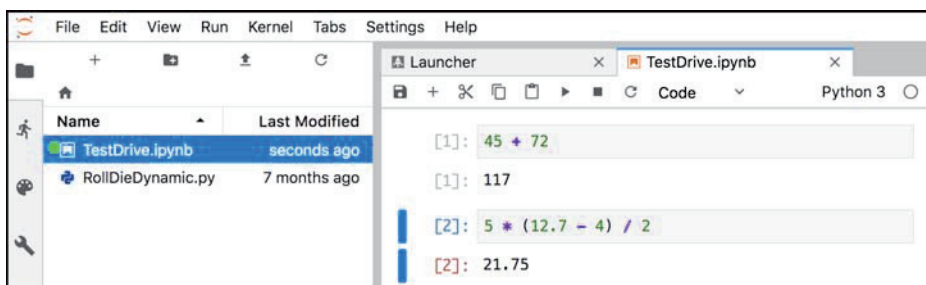 File Edit View Run Kernel Tabs Settings Help
Launcher
TestDrive.ipynb
Code
Python 3
Name
Last Modified
TestDrive.ipynb seconds ago
RollDieDynamic.py 7 months ago
[1]: 45 + 72
[1]: 117
[2]: 5 * (12.7 - 4) / 2
[2]: 21.75